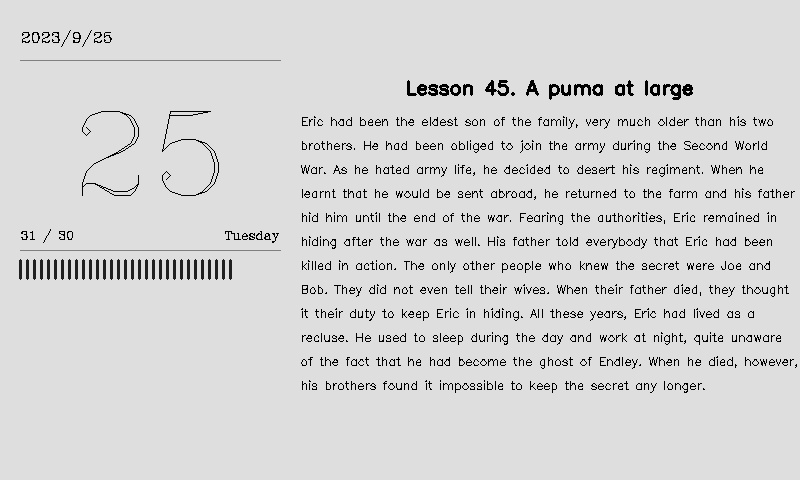 2023/9/25
25
31 / 30
Tuesday
Lesson 45. A puma at large
Eric had been the eldest son of the family, very much older than his two
brothers. He had been obliged to join the army during the Second World
War. As he hated army life, he decided to desert his regiment. When he
learnt that he would be sent abroad, he returned to the farm and his father
hid him until the end of the war. Fearing the authorities, Eric remained in
hiding after the war as well. His father told everybody that Eric had been
killed in action. The only other people who knew the secret were Joe and
Bob. They did not even tell their wives. When their father died, they thought
it their duty to keep Eric in hiding. All these years, Eric had lived as a
recluse. He used to sleep during the day and work at night, quite unaware
of the fact that he had become the ghost of Endley. When he died, however,
his brothers found it impossible to keep the secret any longer.